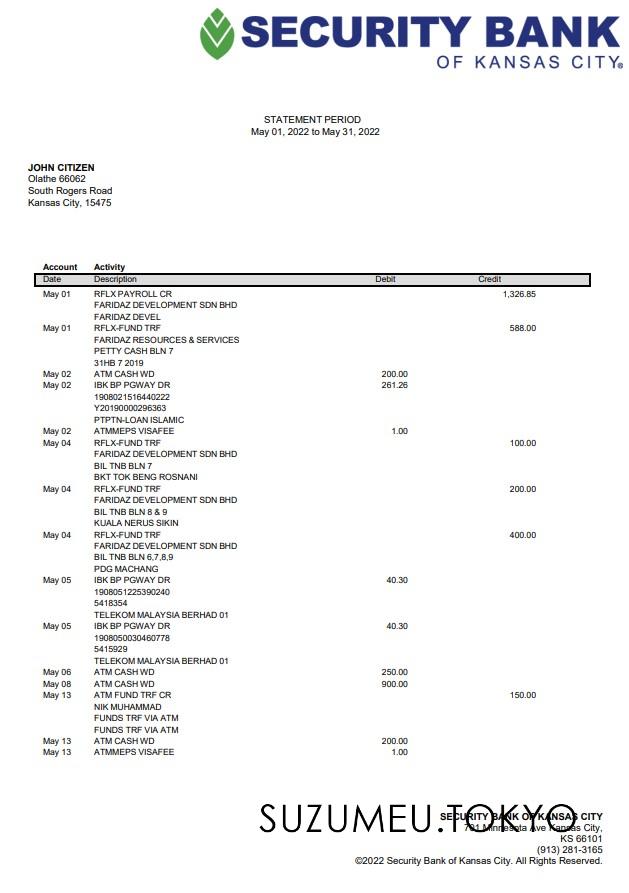 SECURITY BANK
OF KANSAS CITY®
STATEMENT PERIOD
May 01, 2022 to May 31, 2022
JOHN CITIZEN
Olathe 66062
South Rogers Road
Kansas City, 15475
Account Activity
Date Description Debit Credit
May 01 RFLX PAYROLL CR 1,326.85
FARIDAZ DEVELOPMENT SDN BHD
FARIDAZ DEVEL
May 01 RFLX-FUND TRF 588.00
FARIDAZ RESOURCES & SERVICES
PETTY CASH BLN 7
31HB 7 2019
May 02 ATM CASH WD 200.00
May 02 IBK BP PGWAY DR 261.26
1908021516440222
Y20190000296363
PTPTN-LOAN ISLAMIC
May 02 ATMMEPS VISAFEE 1.00
May 04 RFLX-FUND TRF 100.00
FARIDAZ DEVELOPMENT SDN BHD
BIL TNB BLN 7
BKT TOK BENG ROSNANI
May 04 RFLX-FUND TRF 200.00
FARIDAZ DEVELOPMENT SDN BHD
BIL TNB BLN 8 & 9
KUALA NERUS SIKIN
May 04 RFLX-FUND TRF 400.00
FARIDAZ DEVELOPMENT SDN BHD
BIL TNB BLN 6,7,8,9
PDG MACHANG
May 05 IBK BP PGWAY DR 40.30
1908051225390240
5418354
TELEKOM MALAYSIA BERHAD 01
May 05 IBK BP PGWAY DR 40.30
1908050030460778
5415929
TELEKOM MALAYSIA BERHAD 01
May 06 ATM CASH WD 250.00
May 08 ATM CASH WD 900.00
May 13 ATM FUND TRF CR 150.00
NIK MUHAMMAD
FUNDS TRF VIA ATM
FUNDS TRF VIA ATM
May 13 ATM CASH WD 200.00
May 13 ATMMEPS VISAFEE 1.00
SUZUMEU.TOKYO
SECURITY BANK OF KANSAS CITY
701 Minnesota Ave Kansas City,
KS 66101
(913) 281-3165
©2022 Security Bank of Kansas City. All Rights Reserved.